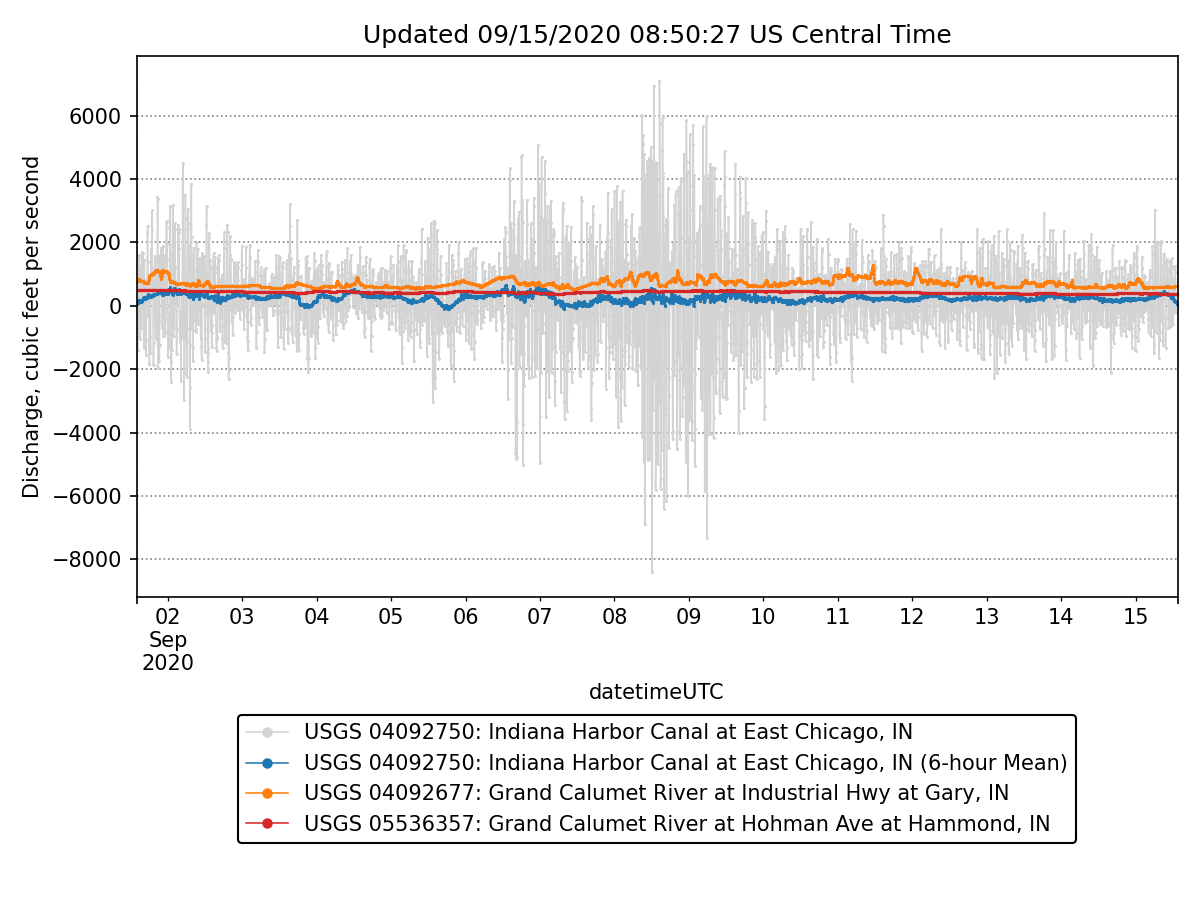 Updated 09/15/2020 08:50:27 US Central Time
Discharge, cubic feet per second
6000
4000
2000
0
−2000
−4000
−6000
−8000
02 03 04 05 06 07 08 09 10 11 12 13 14 15
Sep
2020
datetimeUTC
USGS 04092750: Indiana Harbor Canal at East Chicago, IN
USGS 04092750: Indiana Harbor Canal at East Chicago, IN (6-hour Mean)
USGS 04092677: Grand Calumet River at Industrial Hwy at Gary, IN
USGS 05536357: Grand Calumet River at Hohman Ave at Hammond, IN